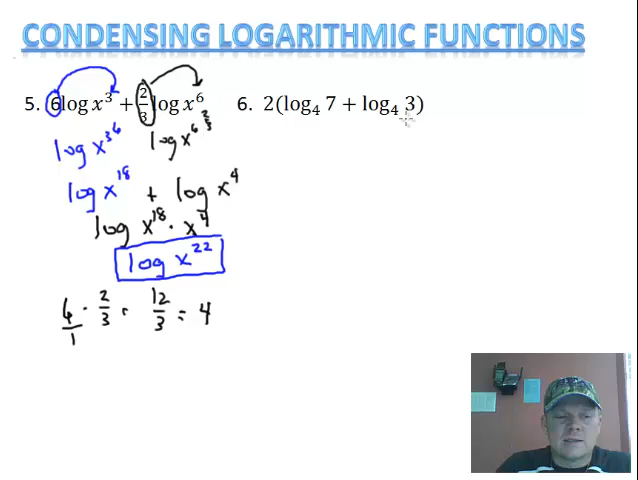 CONDENSING LOGARITHMIC FUNCTIONS
5. 6log x³ + 2/3 log x⁶
6. 2(log₄ 7 + log₄ 3)
log x^3·6
log x^6·2/3
log x¹⁸ + log x⁴
log x¹⁸ · x⁴
log x²²
6/1 · 2/3 = 12/3 = 4